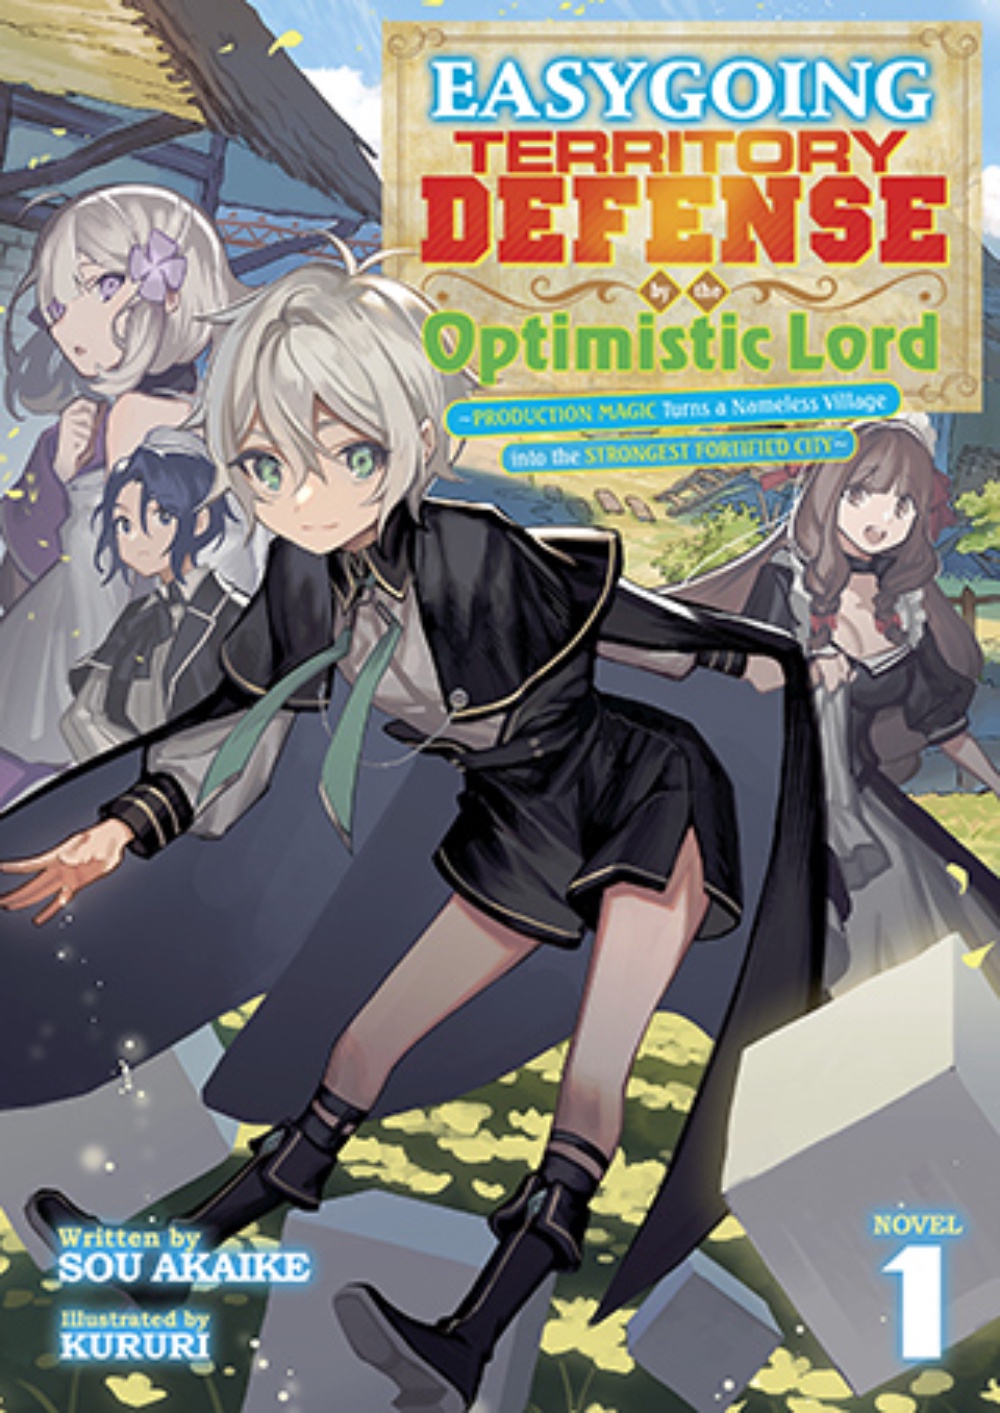 EASYGOING
TERRITORY
DEFENSE
by the
Optimistic Lord
~PRODUCTION MAGIC Turns a Nameless Village
into the STRONGEST FORTIFIED CITY~
Written by
SOU AKAIKE
Illustrated by
KURURI
NOVEL
1